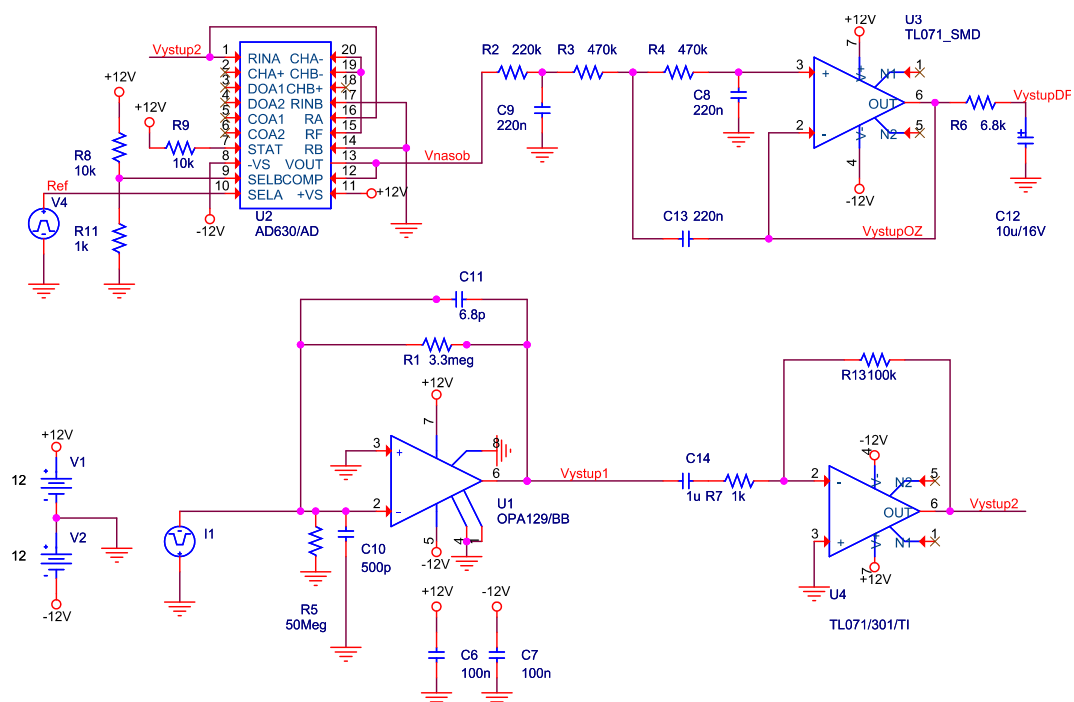 Vystup2
+12V
+12V
R9
10k
R8
10k
Ref
V4
R11
1k
-12V
1 RINA CHA- 20
2 CHA+ CHB- 19
3 DOA1 CHB+ 18
4 DOA2 RINB 17
5 COA1 RA 16
6 COA2 RF 15
7 STAT RB 14
8 -VS VOUT 13
9 SELB COMP 12
10 SELA +VS 11
+12V
U2
AD630/AD
Vnasob
R2 220k
R3 470k
R4 470k
C9
220n
C8
220n
C13 220n
+12V
U3
TL071_SMD
7
3 + V+ N1 1
OUT 6
2 - V- N2 5
4
-12V
VystupOZ
R6 6.8k
VystupDF
C12
10u/16V
C11
6.8p
R1 3.3meg
+12V
7
3 +
8
6
2 -
5
4
1
-12V
U1
OPA129/BB
Vystup1
+12V
12 V1
12 V2
-12V
I1
R5
50Meg
C10
500p
+12V
-12V
C6
100n
C7
100n
C14
1u
R7 1k
R13 100k
-12V
4
2 - V- N2 5
OUT 6
3 + V+ N1 1
7
+12V
Vystup2
U4
TL071/301/TI